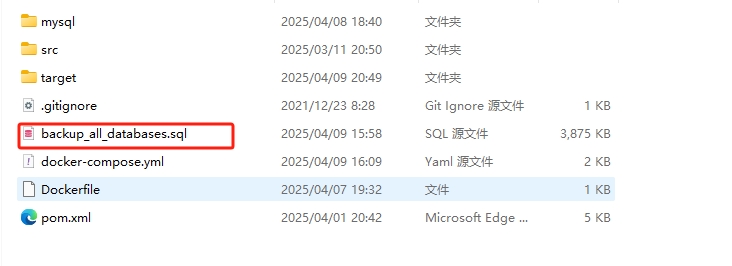 mysql 2025/04/08 18:40 文件夹
src 2025/03/11 20:50 文件夹
target 2025/04/09 20:49 文件夹
.gitignore 2021/12/23 8:28 Git Ignore 源文件 1 KB
backup_all_databases.sql 2025/04/09 15:58 SQL 源文件 3,875 KB
docker-compose.yml 2025/04/09 16:09 Yaml 源文件 2 KB
Dockerfile 2025/04/07 19:32 文件 1 KB
pom.xml 2025/04/01 20:42 Microsoft Edge ... 5 KB